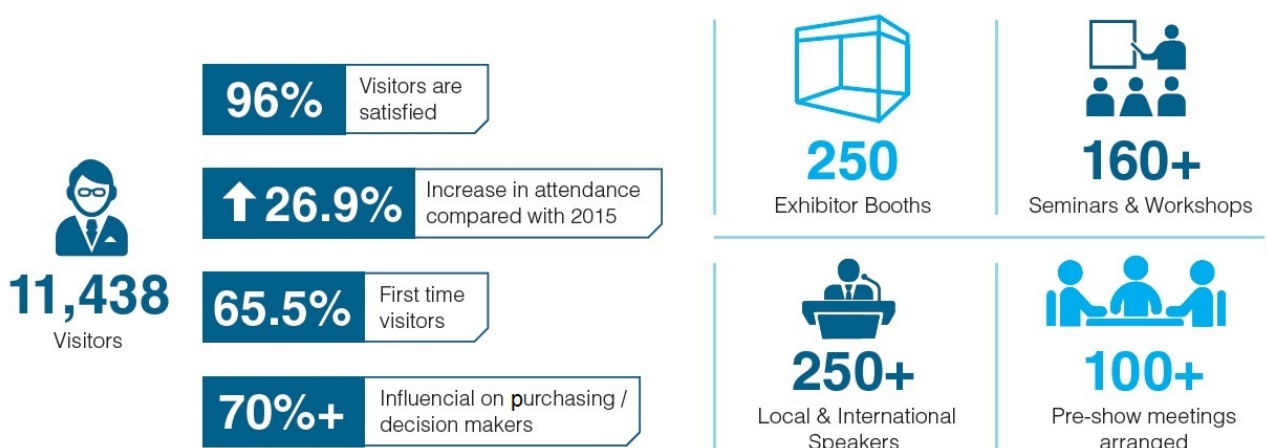 96%
Visitors are
satisfied
26.9%
Increase in attendance
compared with 2015
11,438
Visitors
65.5%
First time
visitors
70%+
Influencial on purchasing /
decision makers
250
Exhibitor Booths
160+
Seminars & Workshops
250+
Local & International
Speakers
100+
Pre-show meetings
arranged